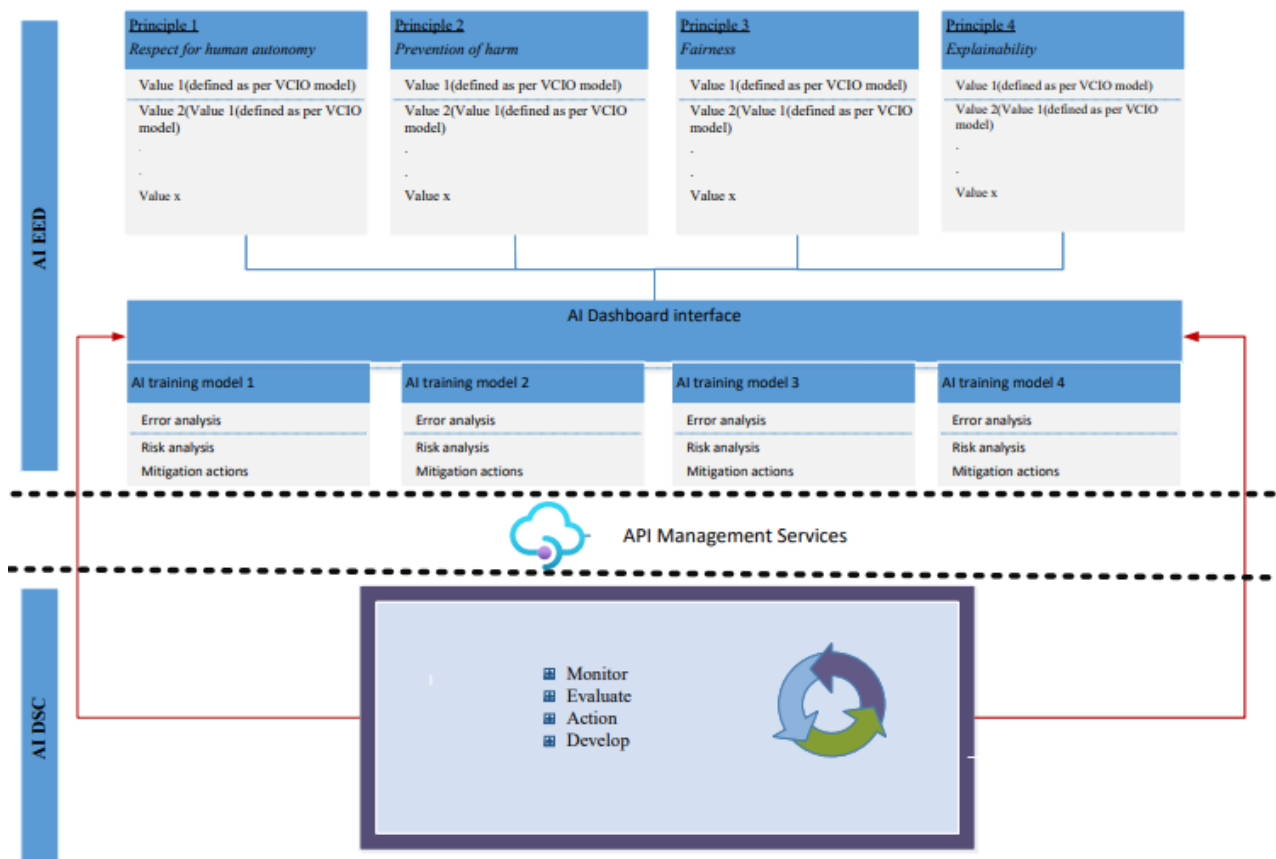 AI EED
Principle 1
Respect for human autonomy
Value 1(defined as per VCIO model)
Value 2(Value 1(defined as per VCIO
model)
.
.
Value x
Principle 2
Prevention of harm
Value 1(defined as per VCIO model)
Value 2(Value 1(defined as per VCIO
model)
.
.
Value x
Principle 3
Fairness
Value 1(defined as per VCIO model)
Value 2(Value 1(defined as per VCIO
model)
.
.
Value x
Principle 4
Explainability
Value 1(defined as per VCIO model)
Value 2(Value 1(defined as per VCIO
model)
.
.
Value x
AI Dashboard interface
AI training model 1
Error analysis
Risk analysis
Mitigation actions
AI training model 2
Error analysis
Risk analysis
Mitigation actions
AI training model 3
Error analysis
Risk analysis
Mitigation actions
AI training model 4
Error analysis
Risk analysis
Mitigation actions
API Management Services
AI DSC
Monitor
Evaluate
Action
Develop